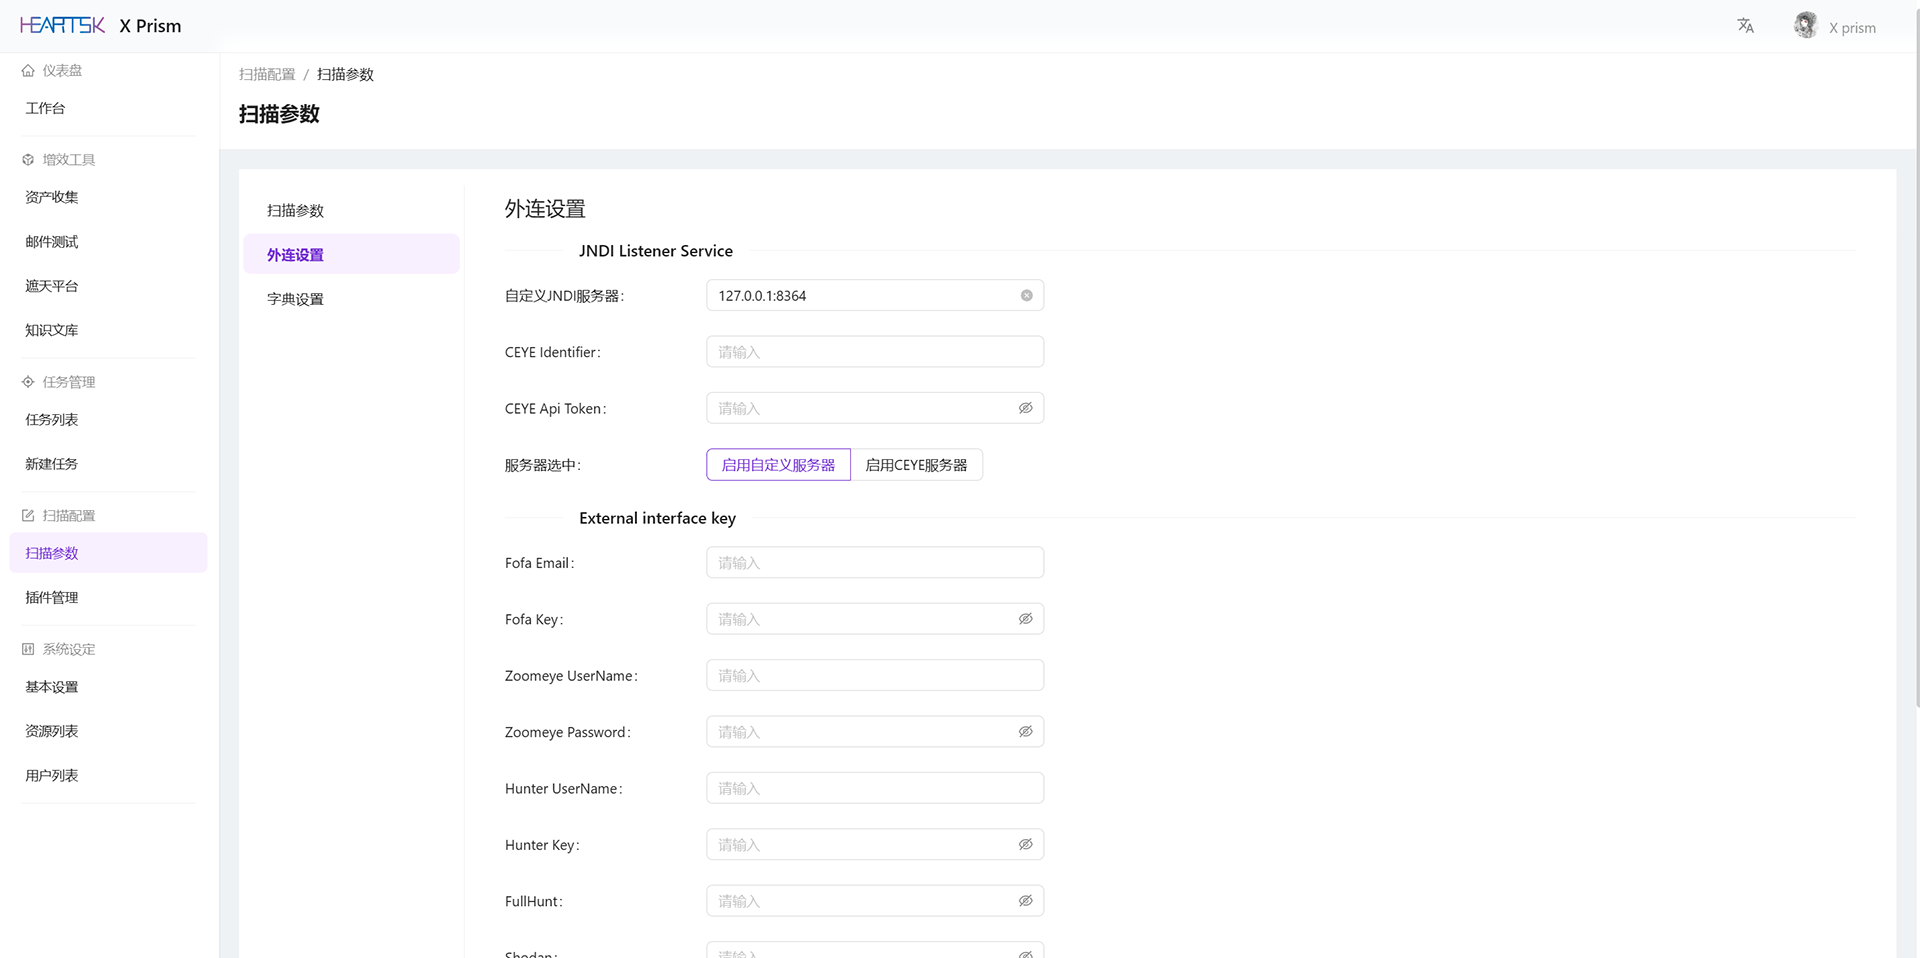 HEARTSK X Prism
X prism
仪表盘
工作台
增效工具
资产收集
邮件测试
遮天平台
知识文库
任务管理
任务列表
新建任务
扫描配置
扫描参数
插件管理
系统设定
基本设置
资源列表
用户列表
扫描配置 / 扫描参数
扫描参数
扫描参数
外连设置
字典设置
外连设置
JNDI Listener Service
自定义JNDI服务器: 127.0.0.1:8364
CEYE Identifier: 请输入
CEYE Api Token: 请输入
服务器选中: 启用自定义服务器 启用CEYE服务器
External interface key
Fofa Email: 请输入
Fofa Key: 请输入
Zoomeye UserName: 请输入
Zoomeye Password: 请输入
Hunter UserName: 请输入
Hunter Key: 请输入
FullHunt: 请输入
Shodan: 请输入